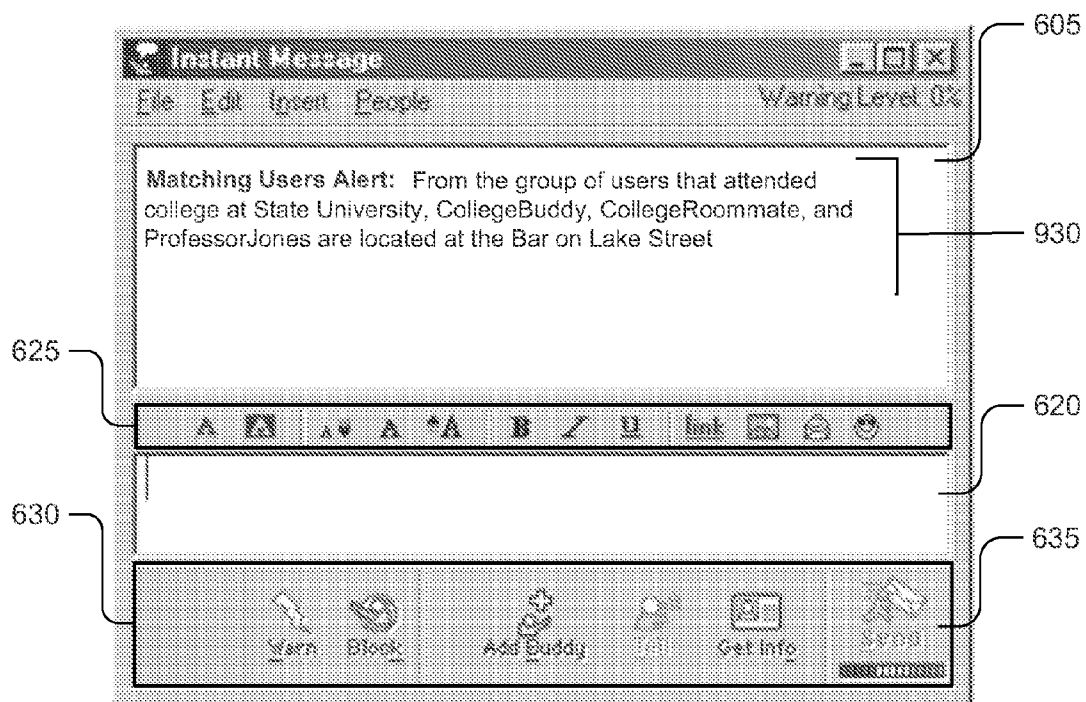 605
Instant Message
File Edit Insert People Warning Level: 0%
Matching Users Alert: From the group of users that attended
college at State University, CollegeBuddy, CollegeRoommate, and
ProfessorJones are located at the Bar on Lake Street
930
625
A A A A A B I U link
620
630
635
Warn Block Add Buddy Get Info Send